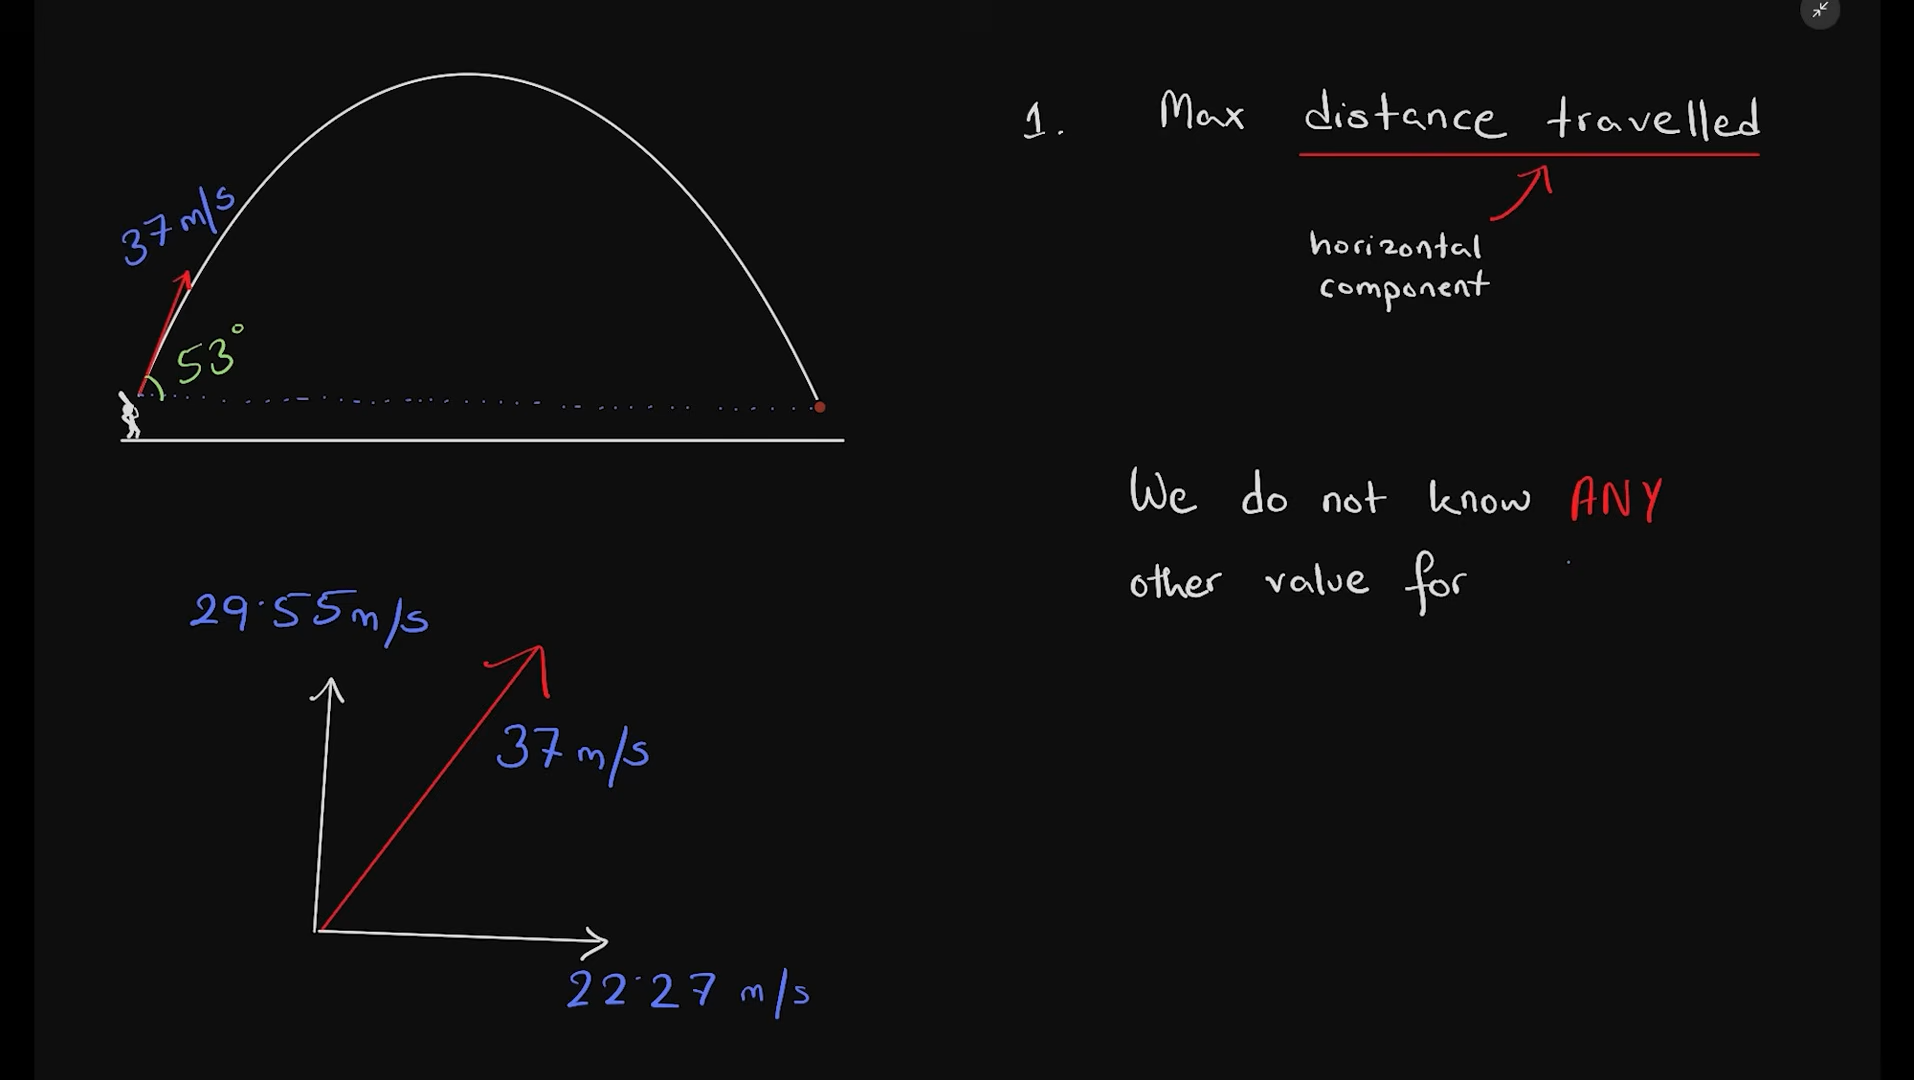 37 m/s
53°
1. Max distance travelled
horizontal
component
We do not know ANY
other value for
29.55 m/s
37 m/s
22.27 m/s